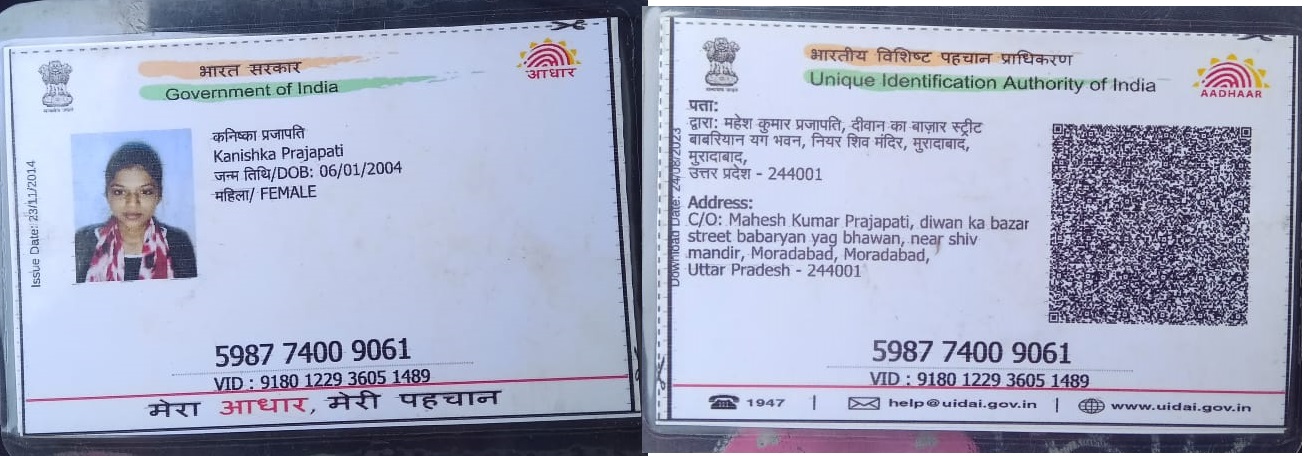 भारत सरकार
Government of India
आधार
Issue Date: 23/11/2014
कनिष्का प्रजापति
Kanishka Prajapati
जन्म तिथि/DOB: 06/01/2004
महिला/ FEMALE
5987 7400 9061
VID : 9180 1229 3605 1489
मेरा आधार, मेरी पहचान
भारतीय विशिष्ट पहचान प्राधिकरण
Unique Identification Authority of India
AADHAAR
Download Date: 24/08/2023
पता:
द्वारा: महेश कुमार प्रजापति, दीवान का बाज़ार स्ट्रीट
बाबरियान यग भवन, नियर शिव मंदिर, मुरादाबाद,
मुरादाबाद,
उत्तर प्रदेश - 244001
Address:
C/O: Mahesh Kumar Prajapati, diwan ka bazar
street babaryan yag bhawan, near shiv
mandir, Moradabad, Moradabad,
Uttar Pradesh - 244001
5987 7400 9061
VID : 9180 1229 3605 1489
1947 | help@uidai.gov.in | www.uidai.gov.in